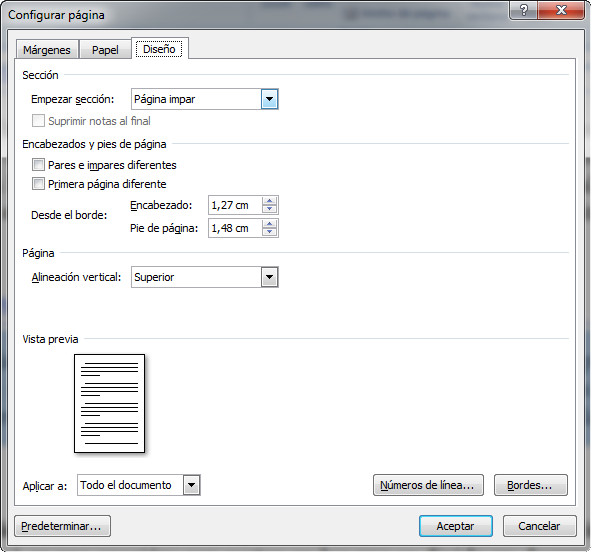 Configurar página
Márgenes Papel Diseño
Sección
Empezar sección: Página impar
Suprimir notas al final
Encabezados y pies de página
Pares e impares diferentes
Primera página diferente
Encabezado: 1,27 cm
Desde el borde:
Pie de página: 1,48 cm
Página
Alineación vertical: Superior
Vista previa
Aplicar a: Todo el documento Números de línea... Bordes...
Predeterminar... Aceptar Cancelar